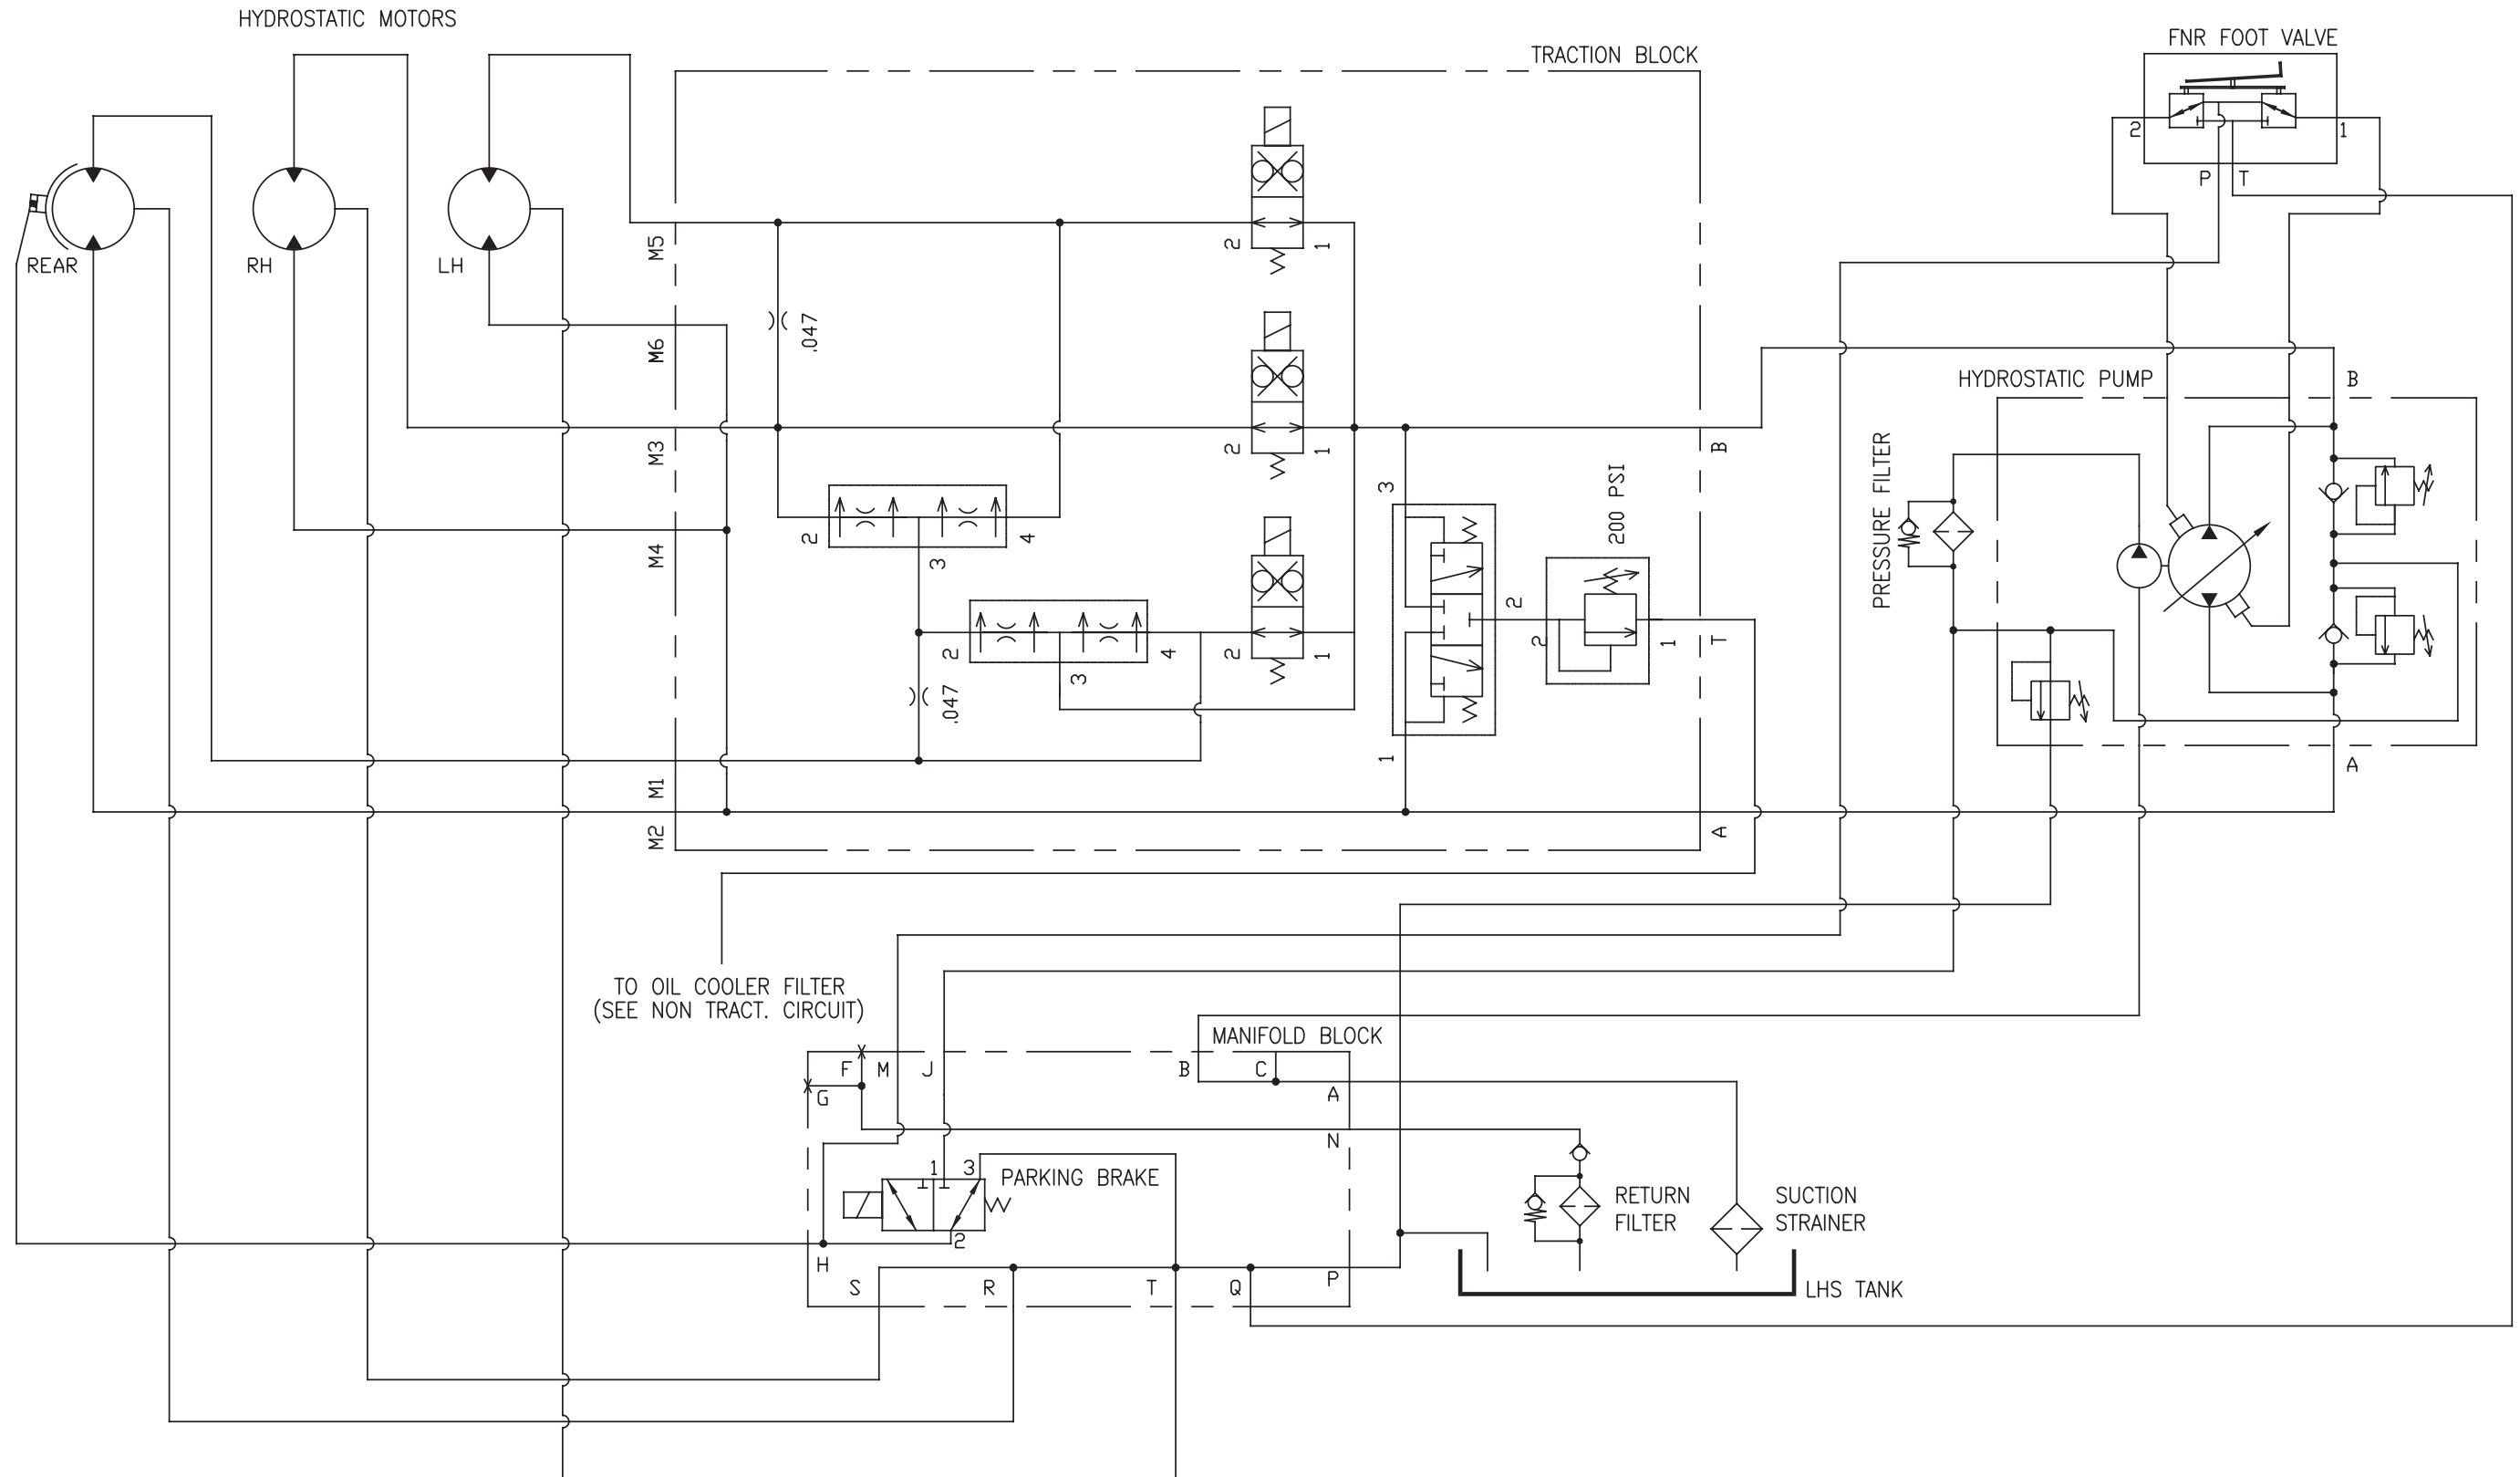 HYDROSTATIC MOTORS
REAR
RH
LH
TRACTION BLOCK
M5
M6
M3
M4
M1
M2
.047
.047
2
1
2
1
2
1
2
3
4
2
3
4
3
2
1
2
1
200 PSI
B
T
A
FNR FOOT VALVE
2
1
P
T
HYDROSTATIC PUMP
B
A
PRESSURE FILTER
TO OIL COOLER FILTER
(SEE NON TRACT. CIRCUIT)
MANIFOLD BLOCK
F
M
J
B
C
G
A
N
1
3
PARKING BRAKE
2
H
S
R
T
Q
P
RETURN
FILTER
SUCTION
STRAINER
LHS TANK